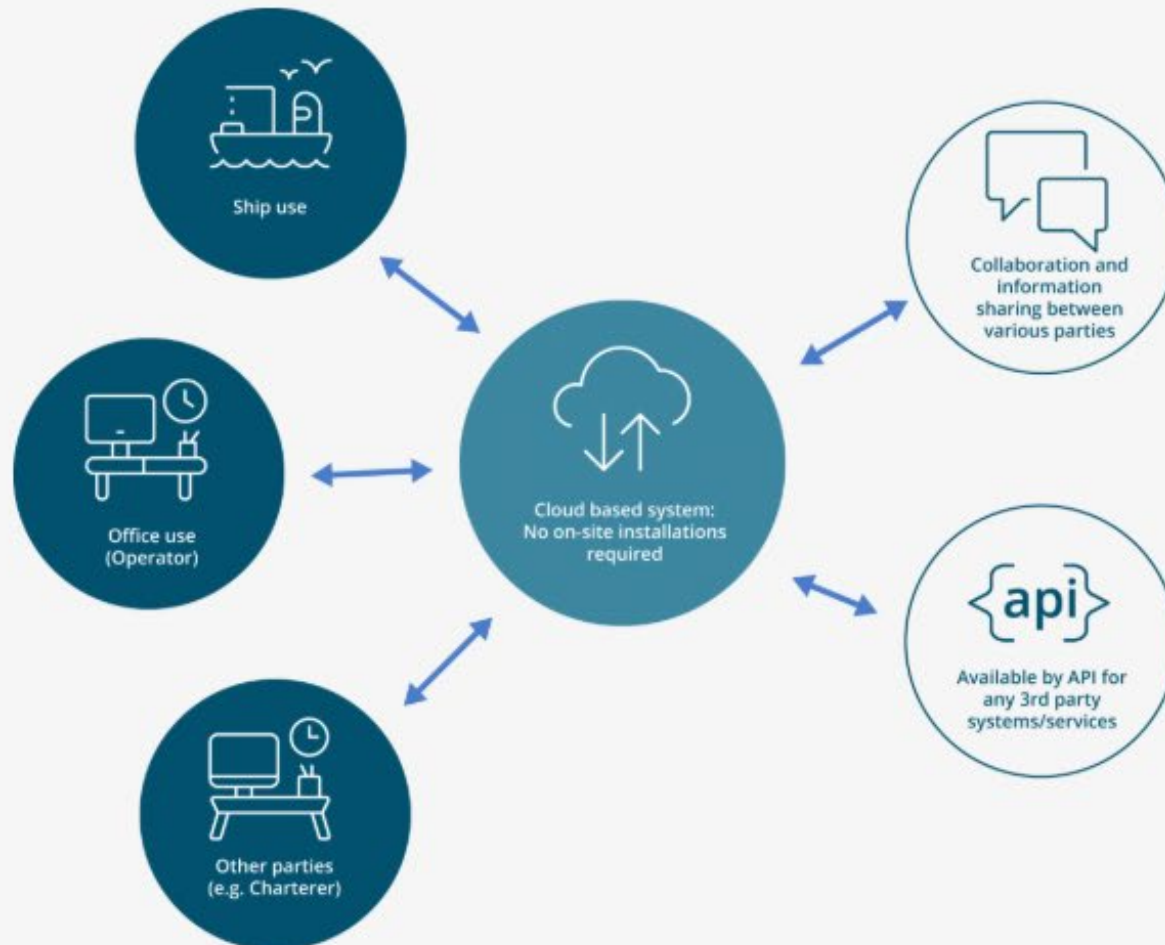 Ship use
Collaboration and
information
sharing between
various parties
Office use
(Operator)
Cloud based system:
No on-site installations
required
{api}
Available by API for
any 3rd party
systems/services
Other parties
(e.g. Charterer)